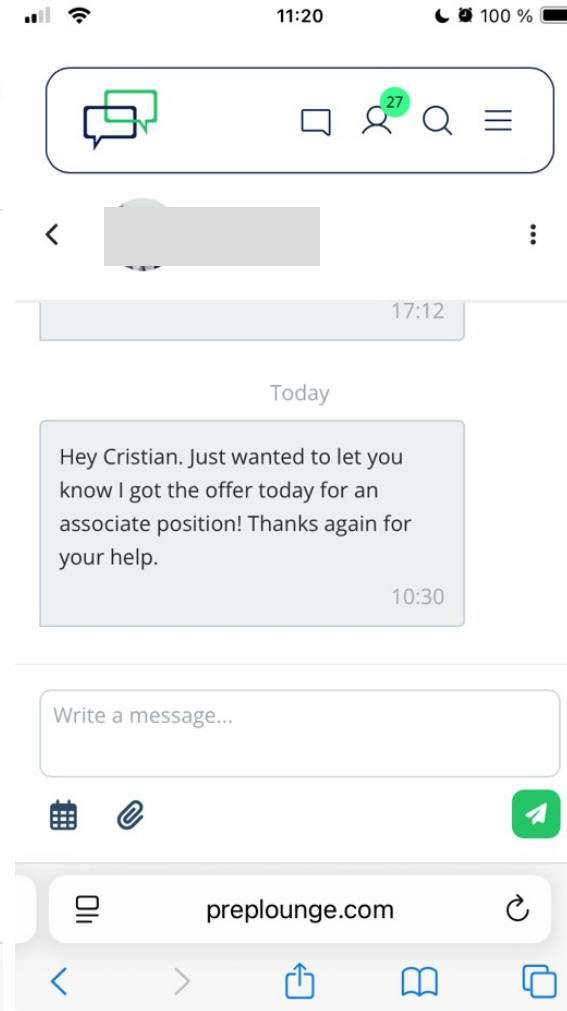 11:20
100 %
27
17:12
Today
Hey Cristian. Just wanted to let you
know I got the offer today for an
associate position! Thanks again for
your help.
10:30
Write a message...
preplounge.com